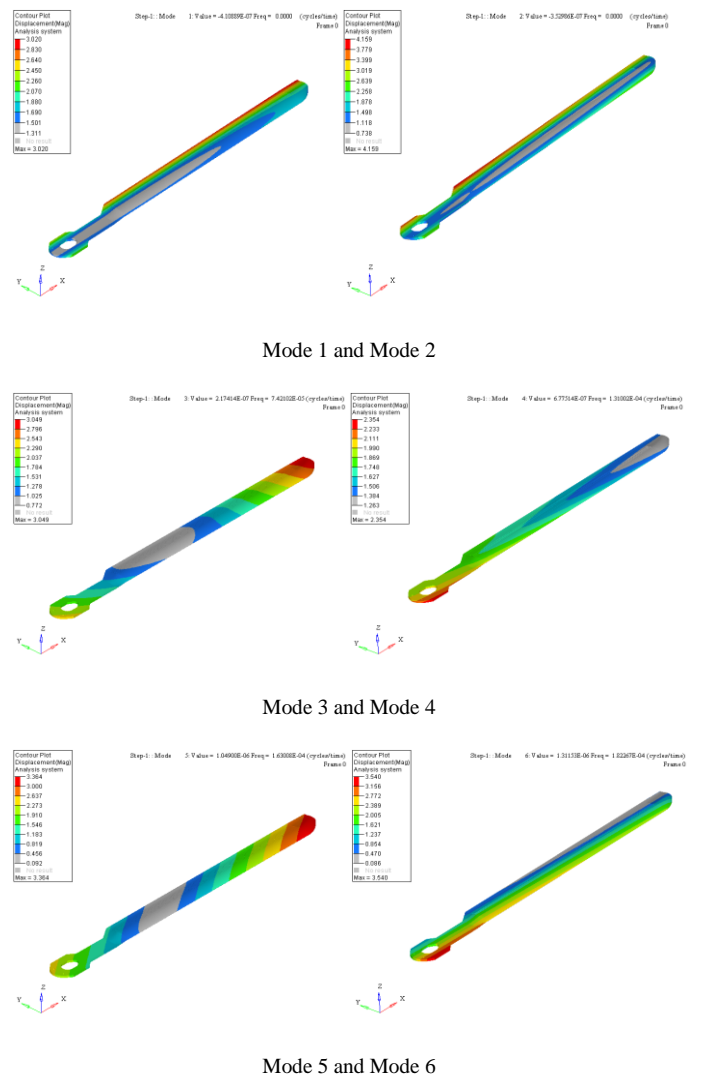 Contour Plot
Displacement(Mag)
Analysis system
3.020
2.830
2.640
2.450
2.260
2.070
1.880
1.690
1.501
1.311
No result
Max = 3.020
Step-1: : Mode 1: Value = -4.10889E-07 Freq = 0.0000 (cycles/time)
Frame 0
Z
Y X
Contour Plot
Displacement(Mag)
Analysis system
4.159
3.779
3.399
3.019
2.639
2.258
1.878
1.498
1.118
0.738
No result
Max = 4.159
Step-1: : Mode 2: Value = -3.52906E-07 Freq = 0.0000 (cycles/time)
Frame 0
Z
Y X
Mode 1 and Mode 2
Contour Plot
Displacement(Mag)
Analysis system
3.049
2.796
2.543
2.290
2.037
1.784
1.531
1.278
1.025
0.772
No result
Max = 3.049
Step-1: : Mode 3: Value = 2.17414E-07 Freq = 7.42102E-05 (cycles/time)
Frame 0
Z
Y X
Contour Plot
Displacement(Mag)
Analysis system
2.354
2.233
2.111
1.990
1.869
1.748
1.627
1.506
1.384
1.263
No result
Max = 2.354
Step-1: : Mode 4: Value = 6.77514E-07 Freq = 1.31002E-04 (cycles/time)
Frame 0
Z
Y X
Mode 3 and Mode 4
Contour Plot
Displacement(Mag)
Analysis system
3.364
3.000
2.637
2.273
1.910
1.546
1.183
0.819
0.456
0.092
No result
Max = 3.364
Step-1: : Mode 5: Value = 1.04900E-06 Freq = 1.63008E-04 (cycles/time)
Frame 0
Z
Y X
Contour Plot
Displacement(Mag)
Analysis system
3.540
3.156
2.772
2.389
2.005
1.621
1.237
0.854
0.470
0.086
No result
Max = 3.540
Step-1: : Mode 6: Value = 1.31153E-06 Freq = 1.82267E-04 (cycles/time)
Frame 0
Z
Y X
Mode 5 and Mode 6